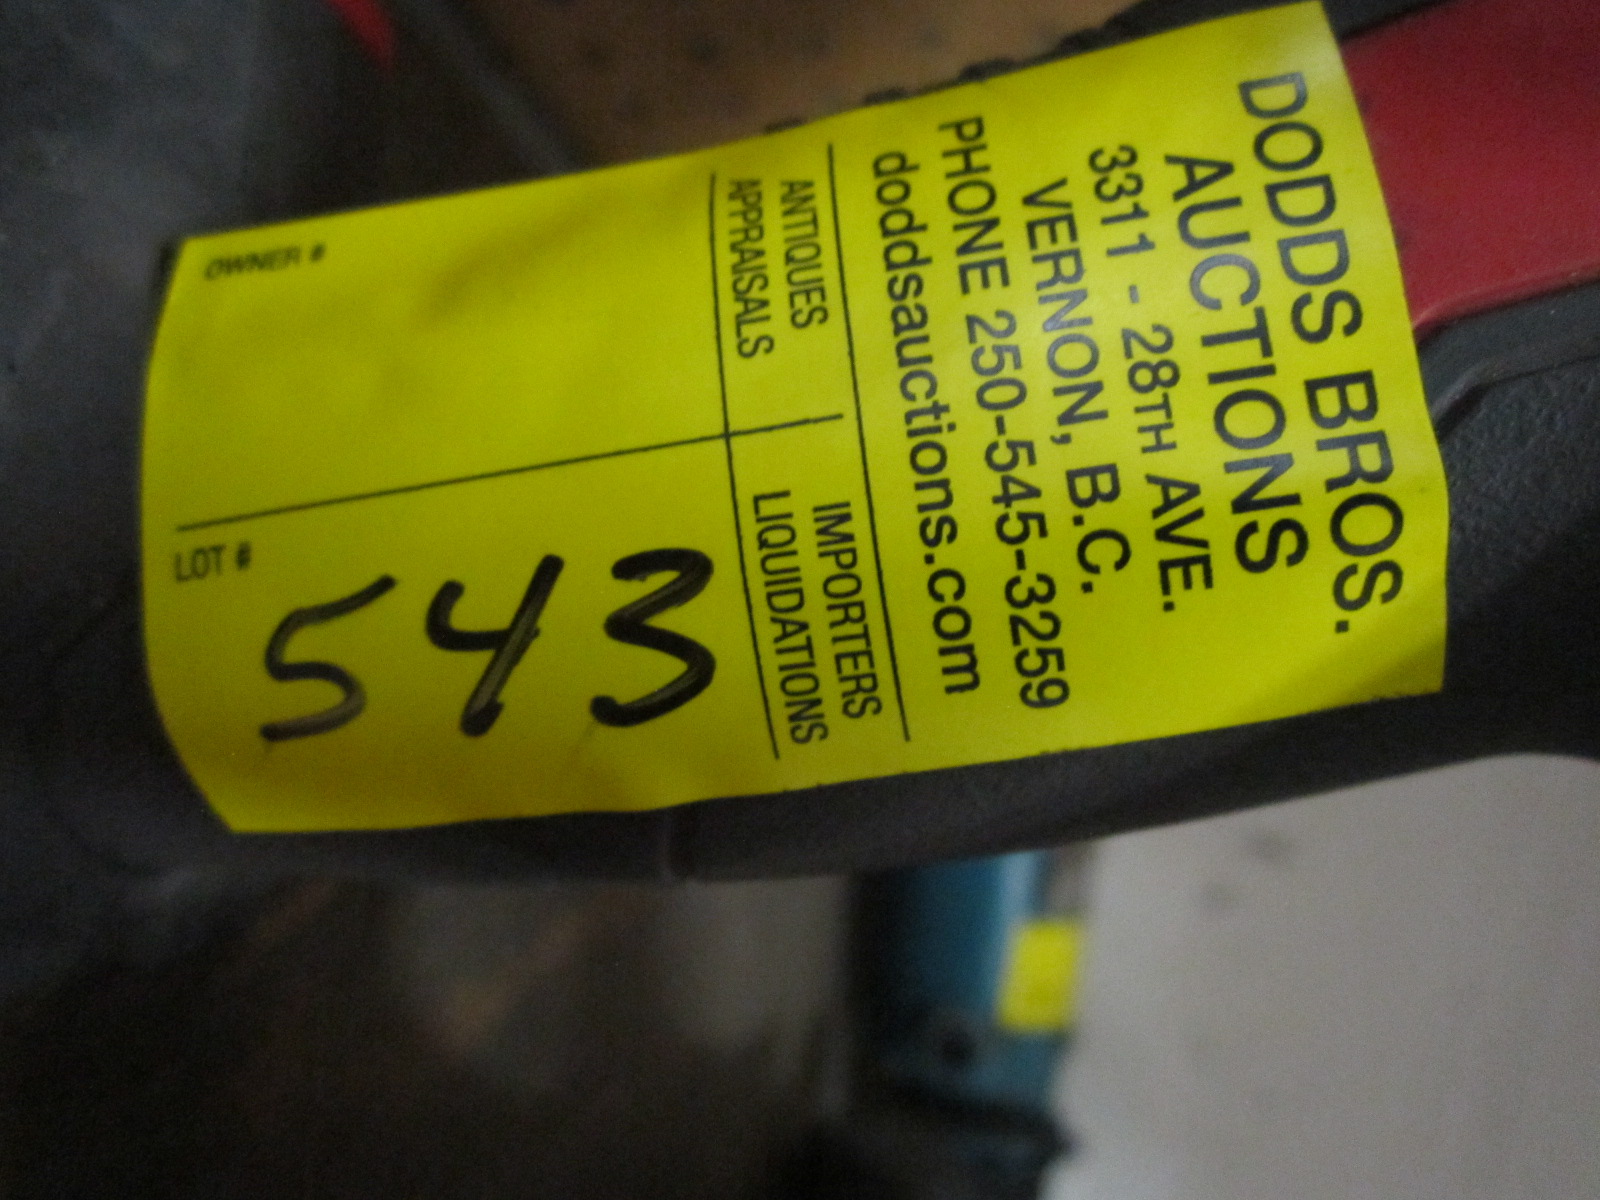 DODDS BROS.
AUCTIONS
3311 - 28TH AVE.
VERNON, B.C.
PHONE 250-545-3259
doddsauctions.com
ANTIQUES IMPORTERS
APPRAISALS LIQUIDATIONS
OWNER #
LOT #
543